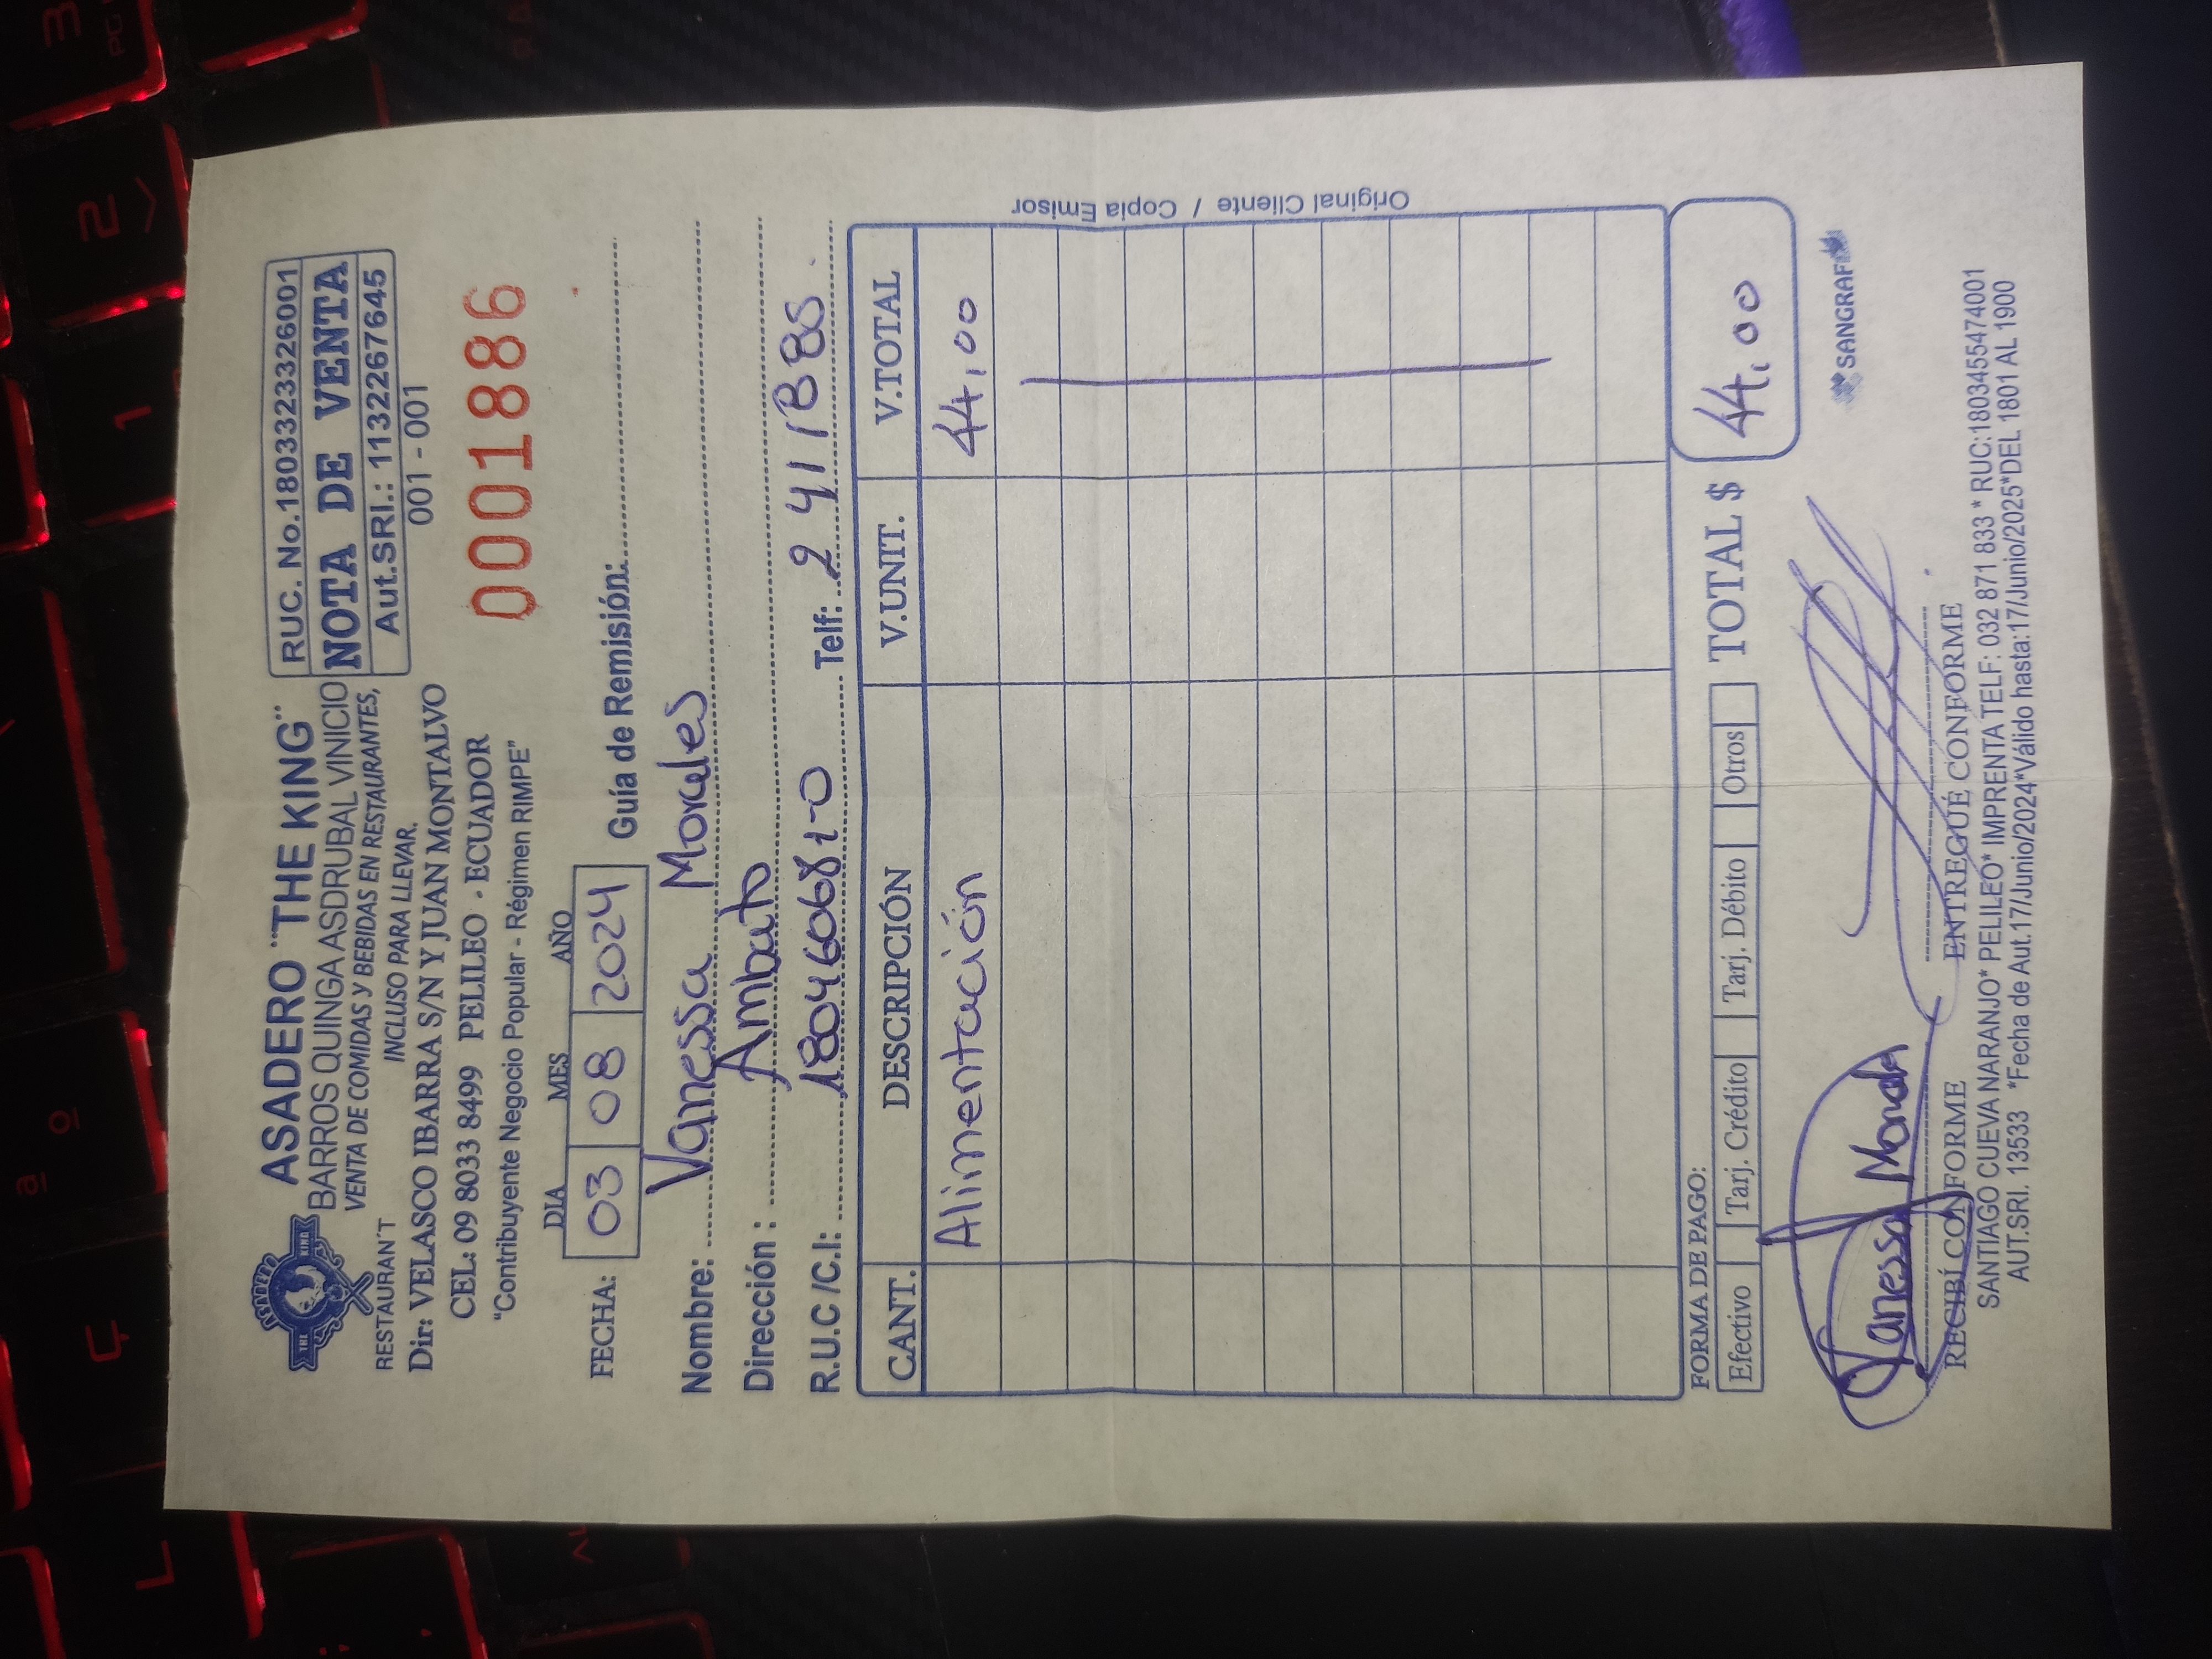 ASADERO
THE KING
RESTAURAN´T
ASADERO ¨THE KING¨
BARROS QUINGA ASDRUBAL VINICIO
VENTA DE COMIDAS Y BEBIDAS EN RESTAURANTES,
INCLUSO PARA LLEVAR.
Dir: VELASCO IBARRA S/N Y JUAN MONTALVO
CEL: 09 8033 8499 PELILEO - ECUADOR
"Contribuyente Negocio Popular - Régimen RIMPE"
RUC. No.1803323326001
NOTA DE VENTA
Aut.SRI.: 1132267645
001 - 001
0001886
DIA MES AÑO
FECHA: 03 08 2024 Guía de Remisión:
Nombre: Vanessa Morales
Dirección : Ambato
R.U.C /C.I: 180460681-0 Telf: 2 411885
CANT. DESCRIPCIÓN V.UNIT. V.TOTAL
Alimentación 44,00
Original Cliente / Copia Emisor
FORMA DE PAGO:
Efectivo Tarj. Crédito Tarj. Débito Otros TOTAL $ 44,00
SANGRAF
Vanessa Morales
RECIBÍ CONFORME ENTREGUÉ CONFORME
SANTIAGO CUEVA NARANJO* PELILEO* IMPRENTA TELF: 032 871 833 * RUC:1803455474001
AUT.SRI. 13533 *Fecha de Aut.17/Junio/2024*Válido hasta:17/Junio/2025*DEL 1801 AL 1900
L
Ç
ª
º
1
2
3
PG